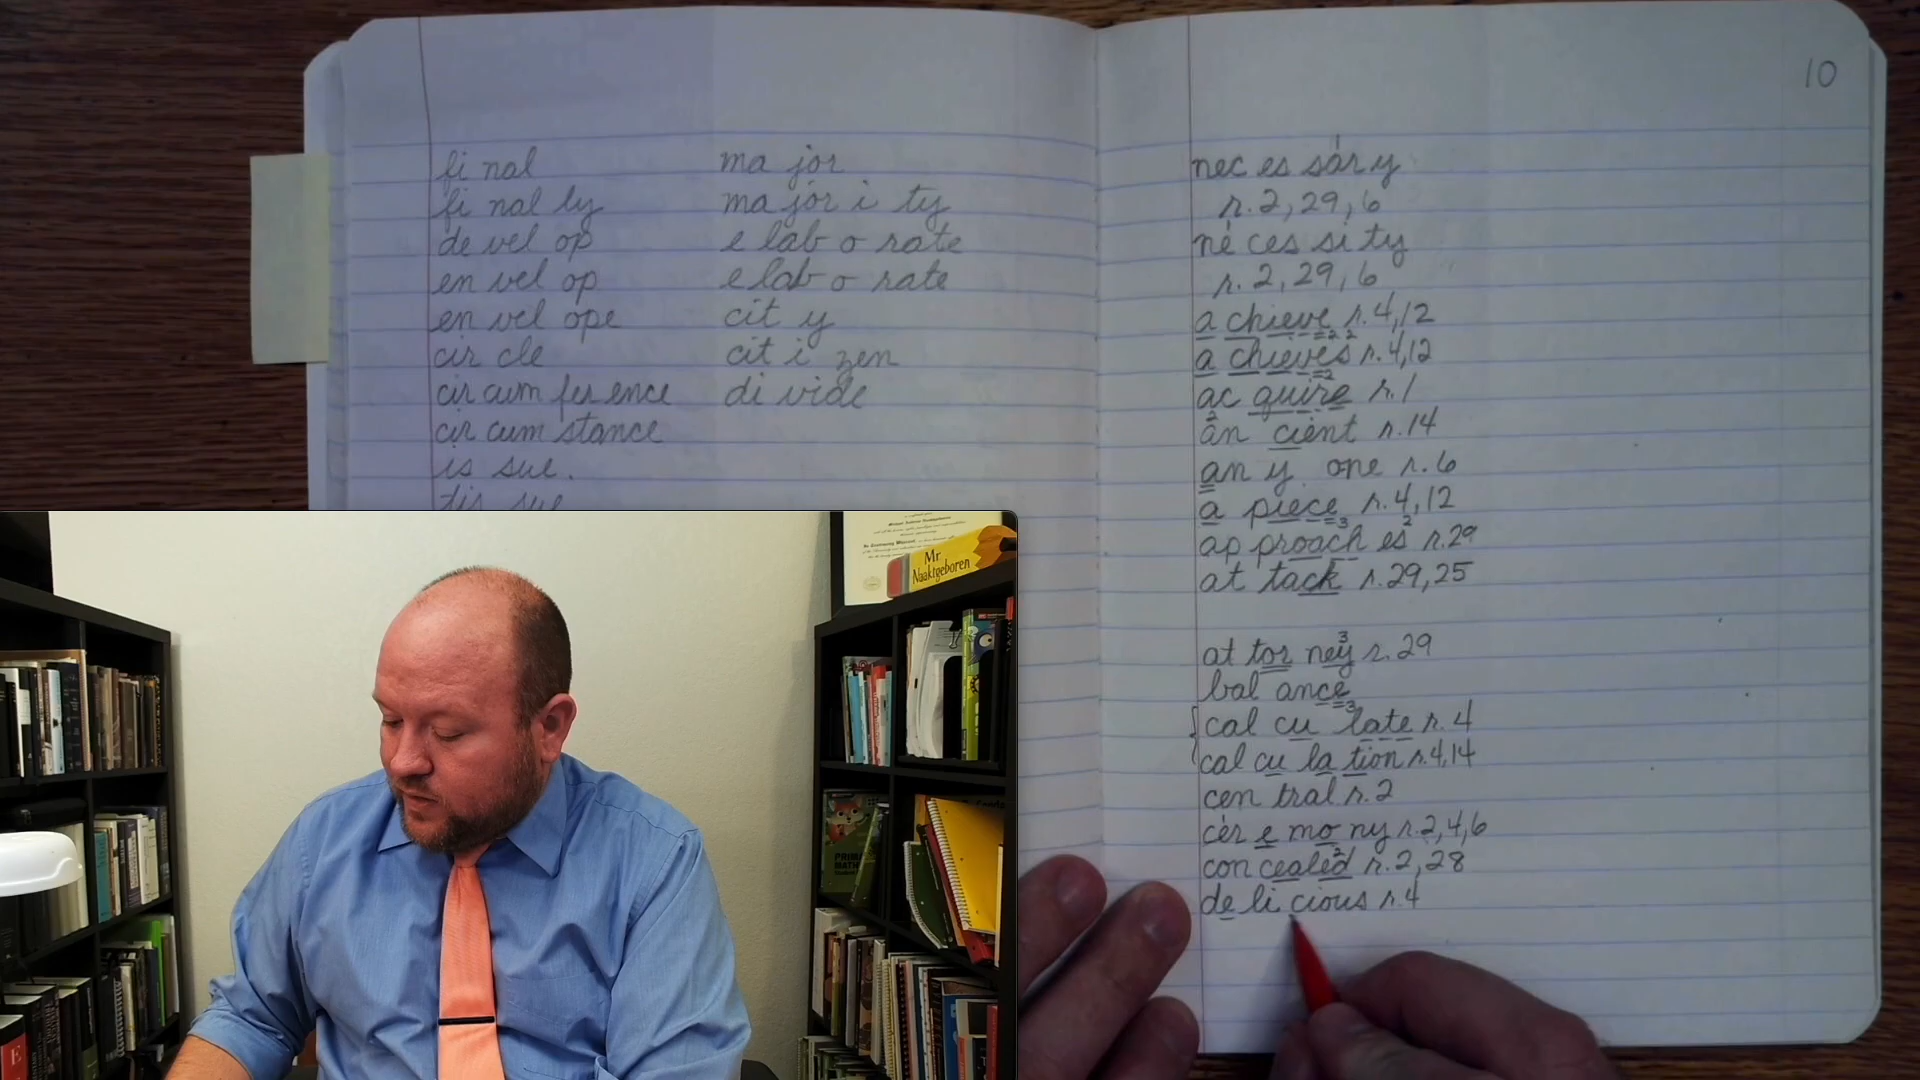 10
fi nal
fi nal ly
de vel op
en vel op
en vel ope
cir cle
cir cum fer ence
cir cum stance
is sue.
tis sue
ma jor
ma jor i ty
e lab o rate
e lab o rate
cit y
cit i zen
di vide
nec es sar y
r. 2, 29, 6
ne ces si ty
r. 2, 29, 6
a chieve r. 4, 12
a chieves r. 4, 12
ac quire r. 1
an cient r. 14
an y one r. 6
a piece r. 4, 12
ap proach es r. 29
at tack r. 29, 25
at tor ney r. 29
bal ance
cal cu late r. 4
cal cu la tion r. 4, 14
cen tral r. 2
cer e mo ny r. 2, 4, 6
con cealed r. 2, 28
de li cious r. 4
Mr
Naaktgeboren